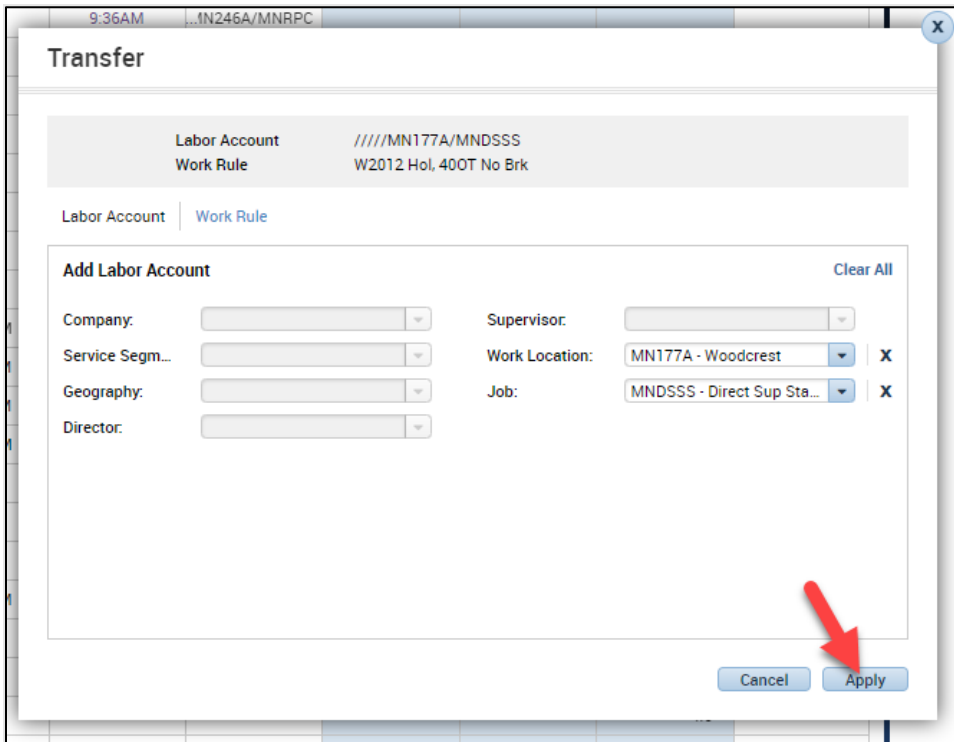 9:36AM ...MN246A/MNRPC
X
Transfer
Labor Account /////MN177A/MNDSSS
Work Rule W2012 Hol, 40OT No Brk
Labor Account Work Rule
Add Labor Account Clear All
Company: Supervisor:
Service Segm... Work Location: MN177A - Woodcrest X
Geography: Job: MNDSSS - Direct Sup Sta... X
Director:
Cancel Apply